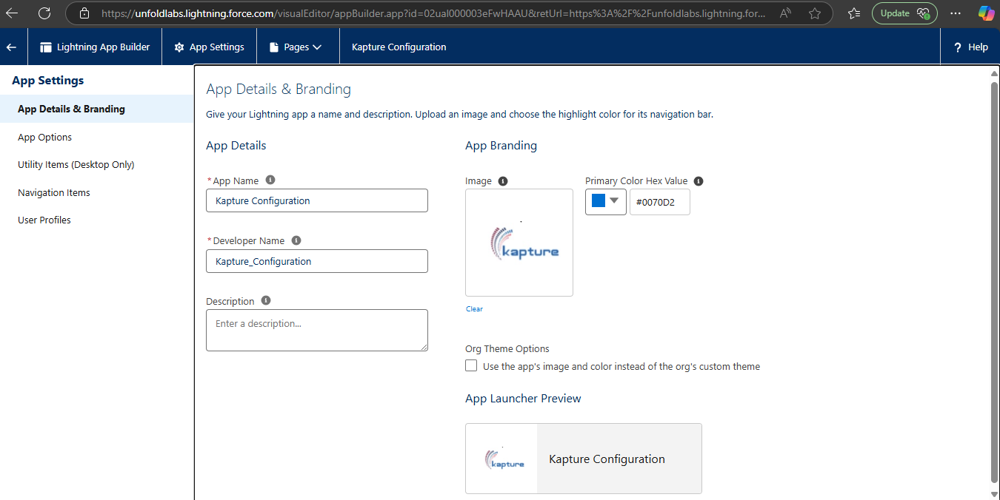 https://unfoldlabs.lightning.force.com/visualEditor/appBuilder.app?id=02ual000003eFwHAAU&retUrl=https%3A%2F%2Funfoldlabs.lightning.for...
Update
Lightning App Builder
App Settings
Pages
Kapture Configuration
? Help
App Settings
App Details & Branding
App Options
Utility Items (Desktop Only)
Navigation Items
User Profiles
App Details & Branding
Give your Lightning app a name and description. Upload an image and choose the highlight color for its navigation bar.
App Details
*App Name
Kapture Configuration
*Developer Name
Kapture_Configuration
Description
Enter a description...
App Branding
Image
kapture
Clear
Primary Color Hex Value
#0070D2
Org Theme Options
Use the app's image and color instead of the org's custom theme
App Launcher Preview
kapture
Kapture Configuration